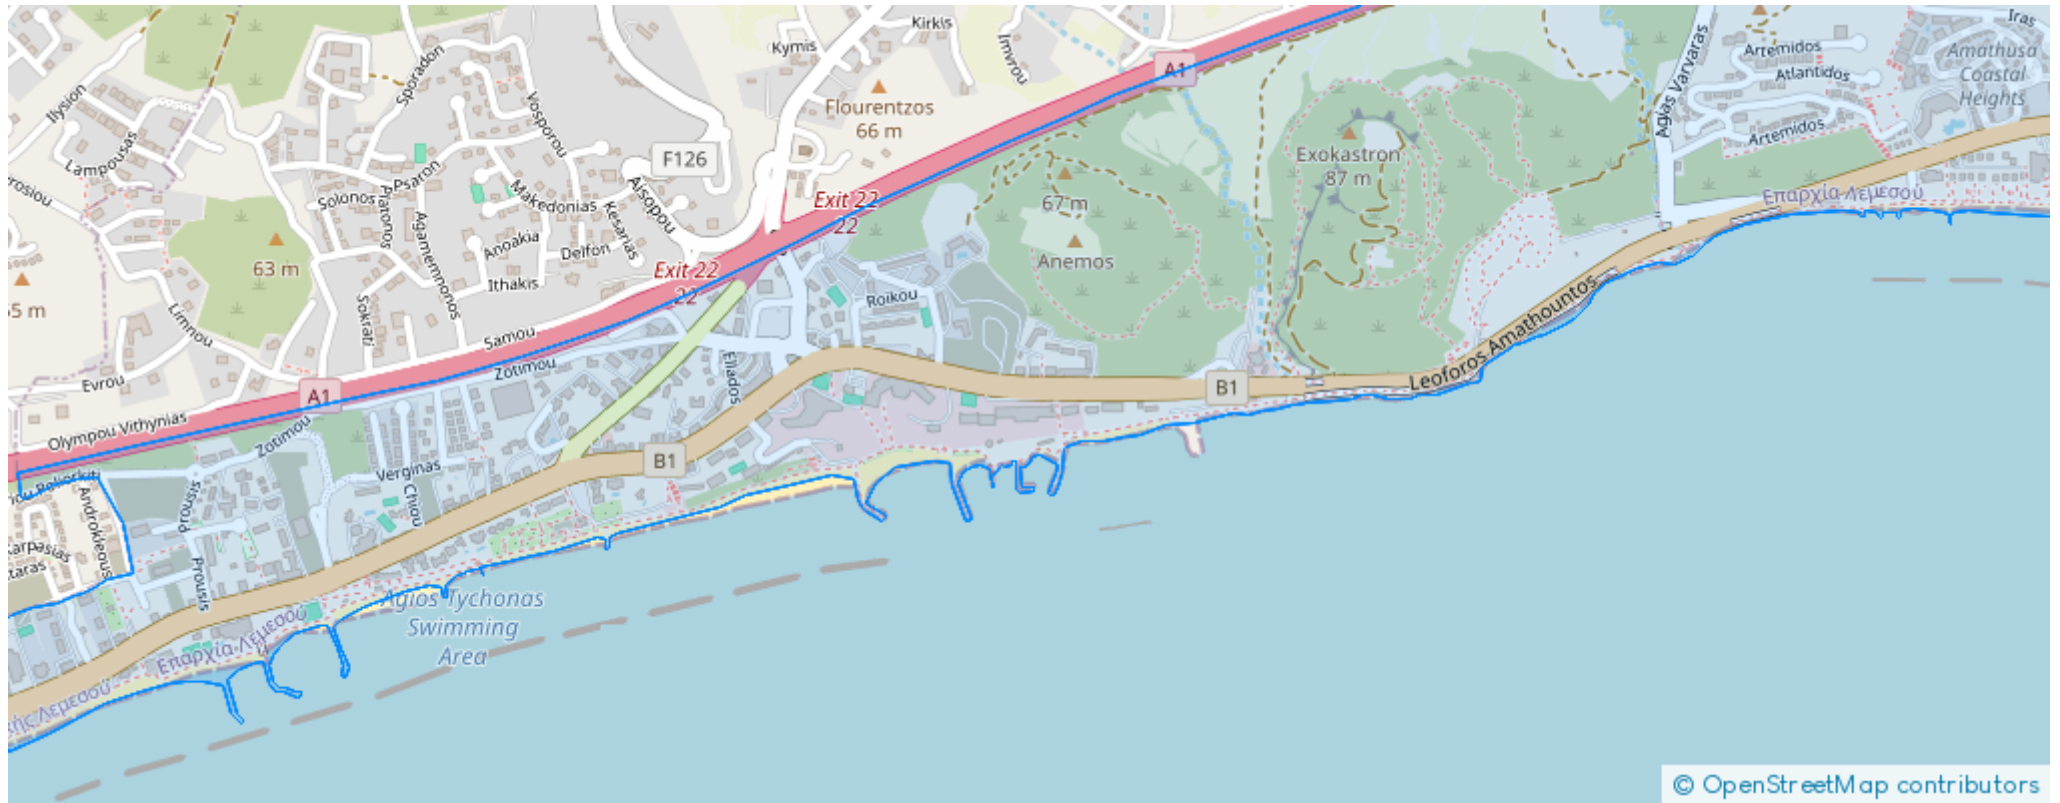 Kirkis
Iras
Kymis
Imvrou
Artemidos
Amathusa
Coastal
Heights
Sporadon
A1
Atlantidos
Ilysion
Vosporou
Flourentzos
66 m
Agias Varvaras
Artemidos
Lampousas
F126
Exokastron
87 m
Psaron
Aisopou
Makedonias
Solonos
Platonos
Exit 22
22
67 m
Επαρχία Λεμεσού
Kesarias
Agamemnonos
Anoakia
Delfon
63 m
Anemos
Exit 22
22
Ithakis
Roikou
Sokrati
Limnou
Samou
Leoforos Amathountos
Zotimou
Ellados
Evrou
A1
B1
Olympou Vithynias
Zotimou
B1
Verginas
Chiou
Androkleous
Prousis
Karpasias
Prousis
Agios Tychonas
Swimming
Area
Επαρχία Λεμεσού
Λεμεσού
© OpenStreetMap contributors